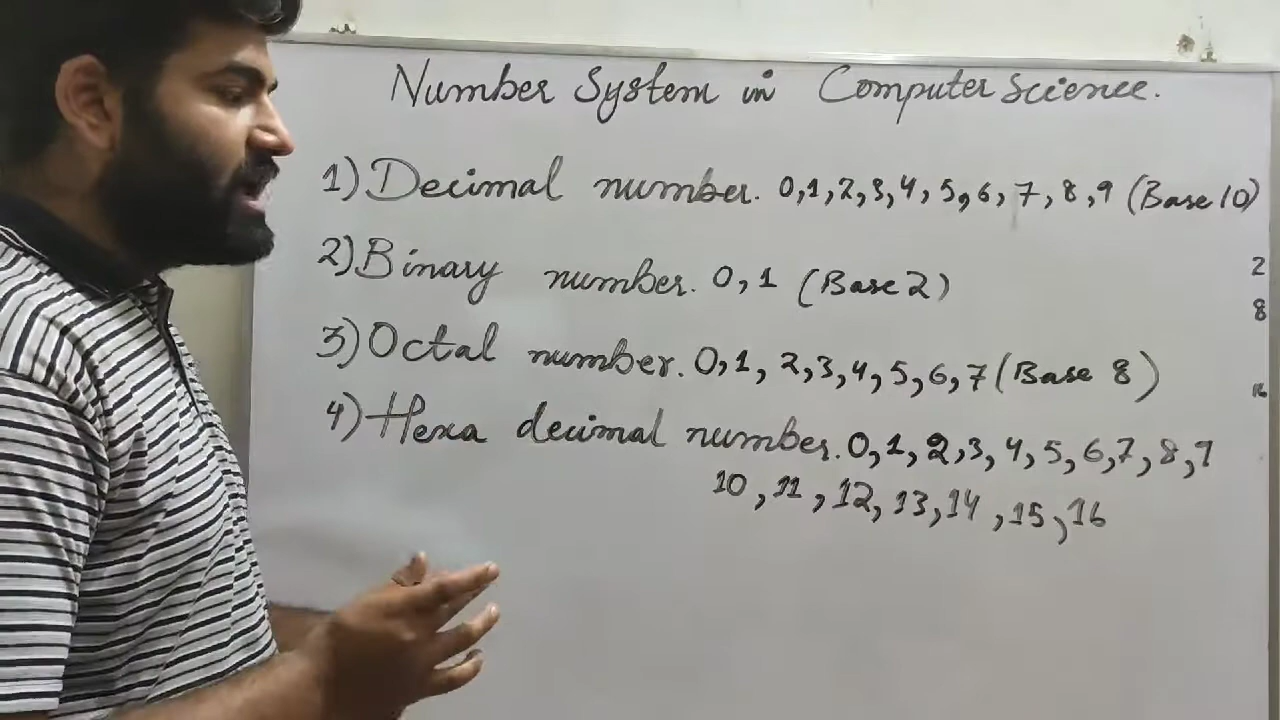 Number System in Computer Science.
1) Decimal number. 0,1,2,3,4,5,6,7,8,9 (Base 10)
2) Binary number. 0,1 (Base 2)
2
8
3) Octal number. 0,1,2,3,4,5,6,7 (Base 8)
16
4) Hexa decimal number. 0,1,2,3,4,5,6,7,8,9
10,11,12,13,14,15,16